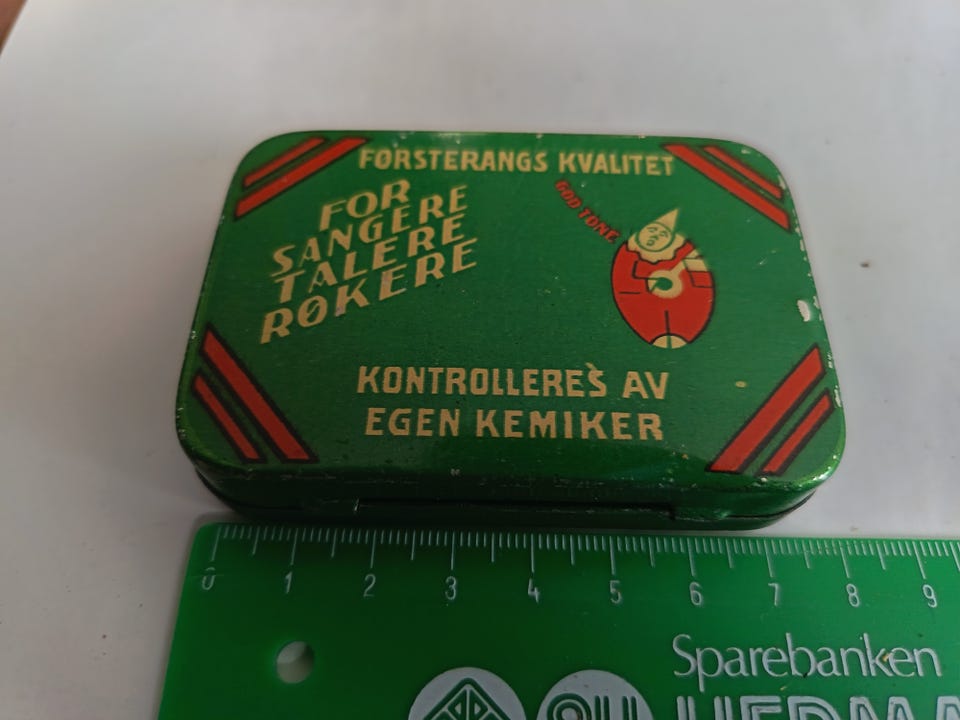 FORSTERANGS KVALITET
FOR
SANGERE
TALERE
RØKERE
GOD TONE
KONTROLLERES AV
EGEN KEMIKER
0 1 2 3 4 5 6 7 8 9
Sparebanken